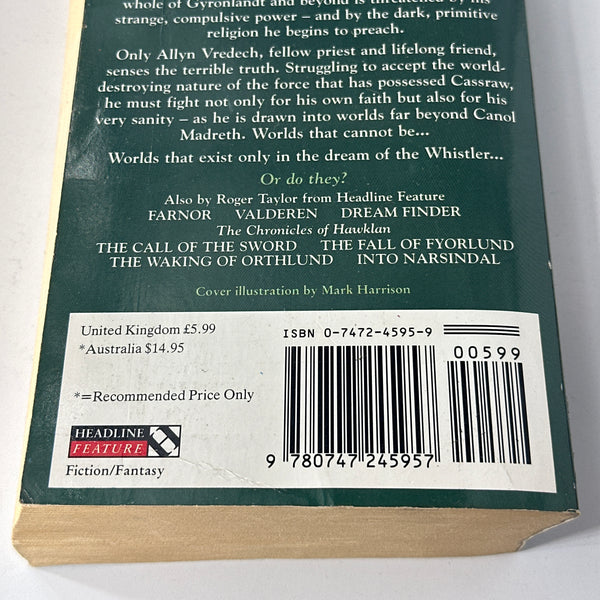 whole of Gyronlandt and beyond is threatened by his
strange, compulsive power – and by the dark, primitive
religion he begins to preach.
Only Allyn Vredech, fellow priest and lifelong friend,
senses the terrible truth. Struggling to accept the world-
destroying nature of the force that has possessed Cassraw,
he must fight not only for his own faith but also for his
very sanity – as he is drawn into worlds far beyond Canol
Madreth. Worlds that cannot be...
Worlds that exist only in the dream of the Whistler...
Or do they?
Also by Roger Taylor from Headline Feature
FARNOR VALDEREN DREAM FINDER
The Chronicles of Hawklan
THE CALL OF THE SWORD THE FALL OF FYORLUND
THE WAKING OF ORTHLUND INTO NARSINDAL
Cover illustration by Mark Harrison
United Kingdom £5.99
*Australia $14.95
*=Recommended Price Only
HEADLINE
FEATURE
Fiction/Fantasy
ISBN 0-7472-4595-9
00599
9 780747 245957